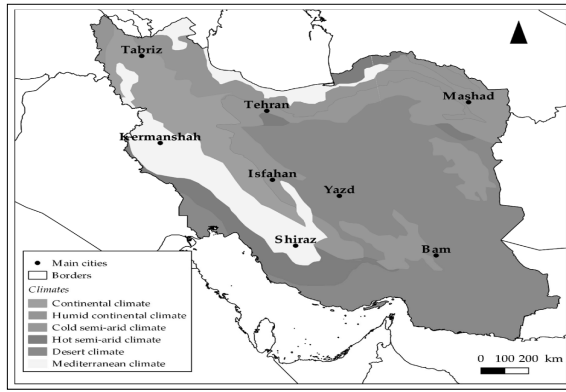 Tabriz
Mashad
Tehran
Kermanshah
Isfahan
Yazd
Shiraz
Bam
Main cities
Borders
Climates
Continental climate
Humid continental climate
Cold semi-arid climate
Hot semi-arid climate
Desert climate
Mediterranean climate
0 100 200 km